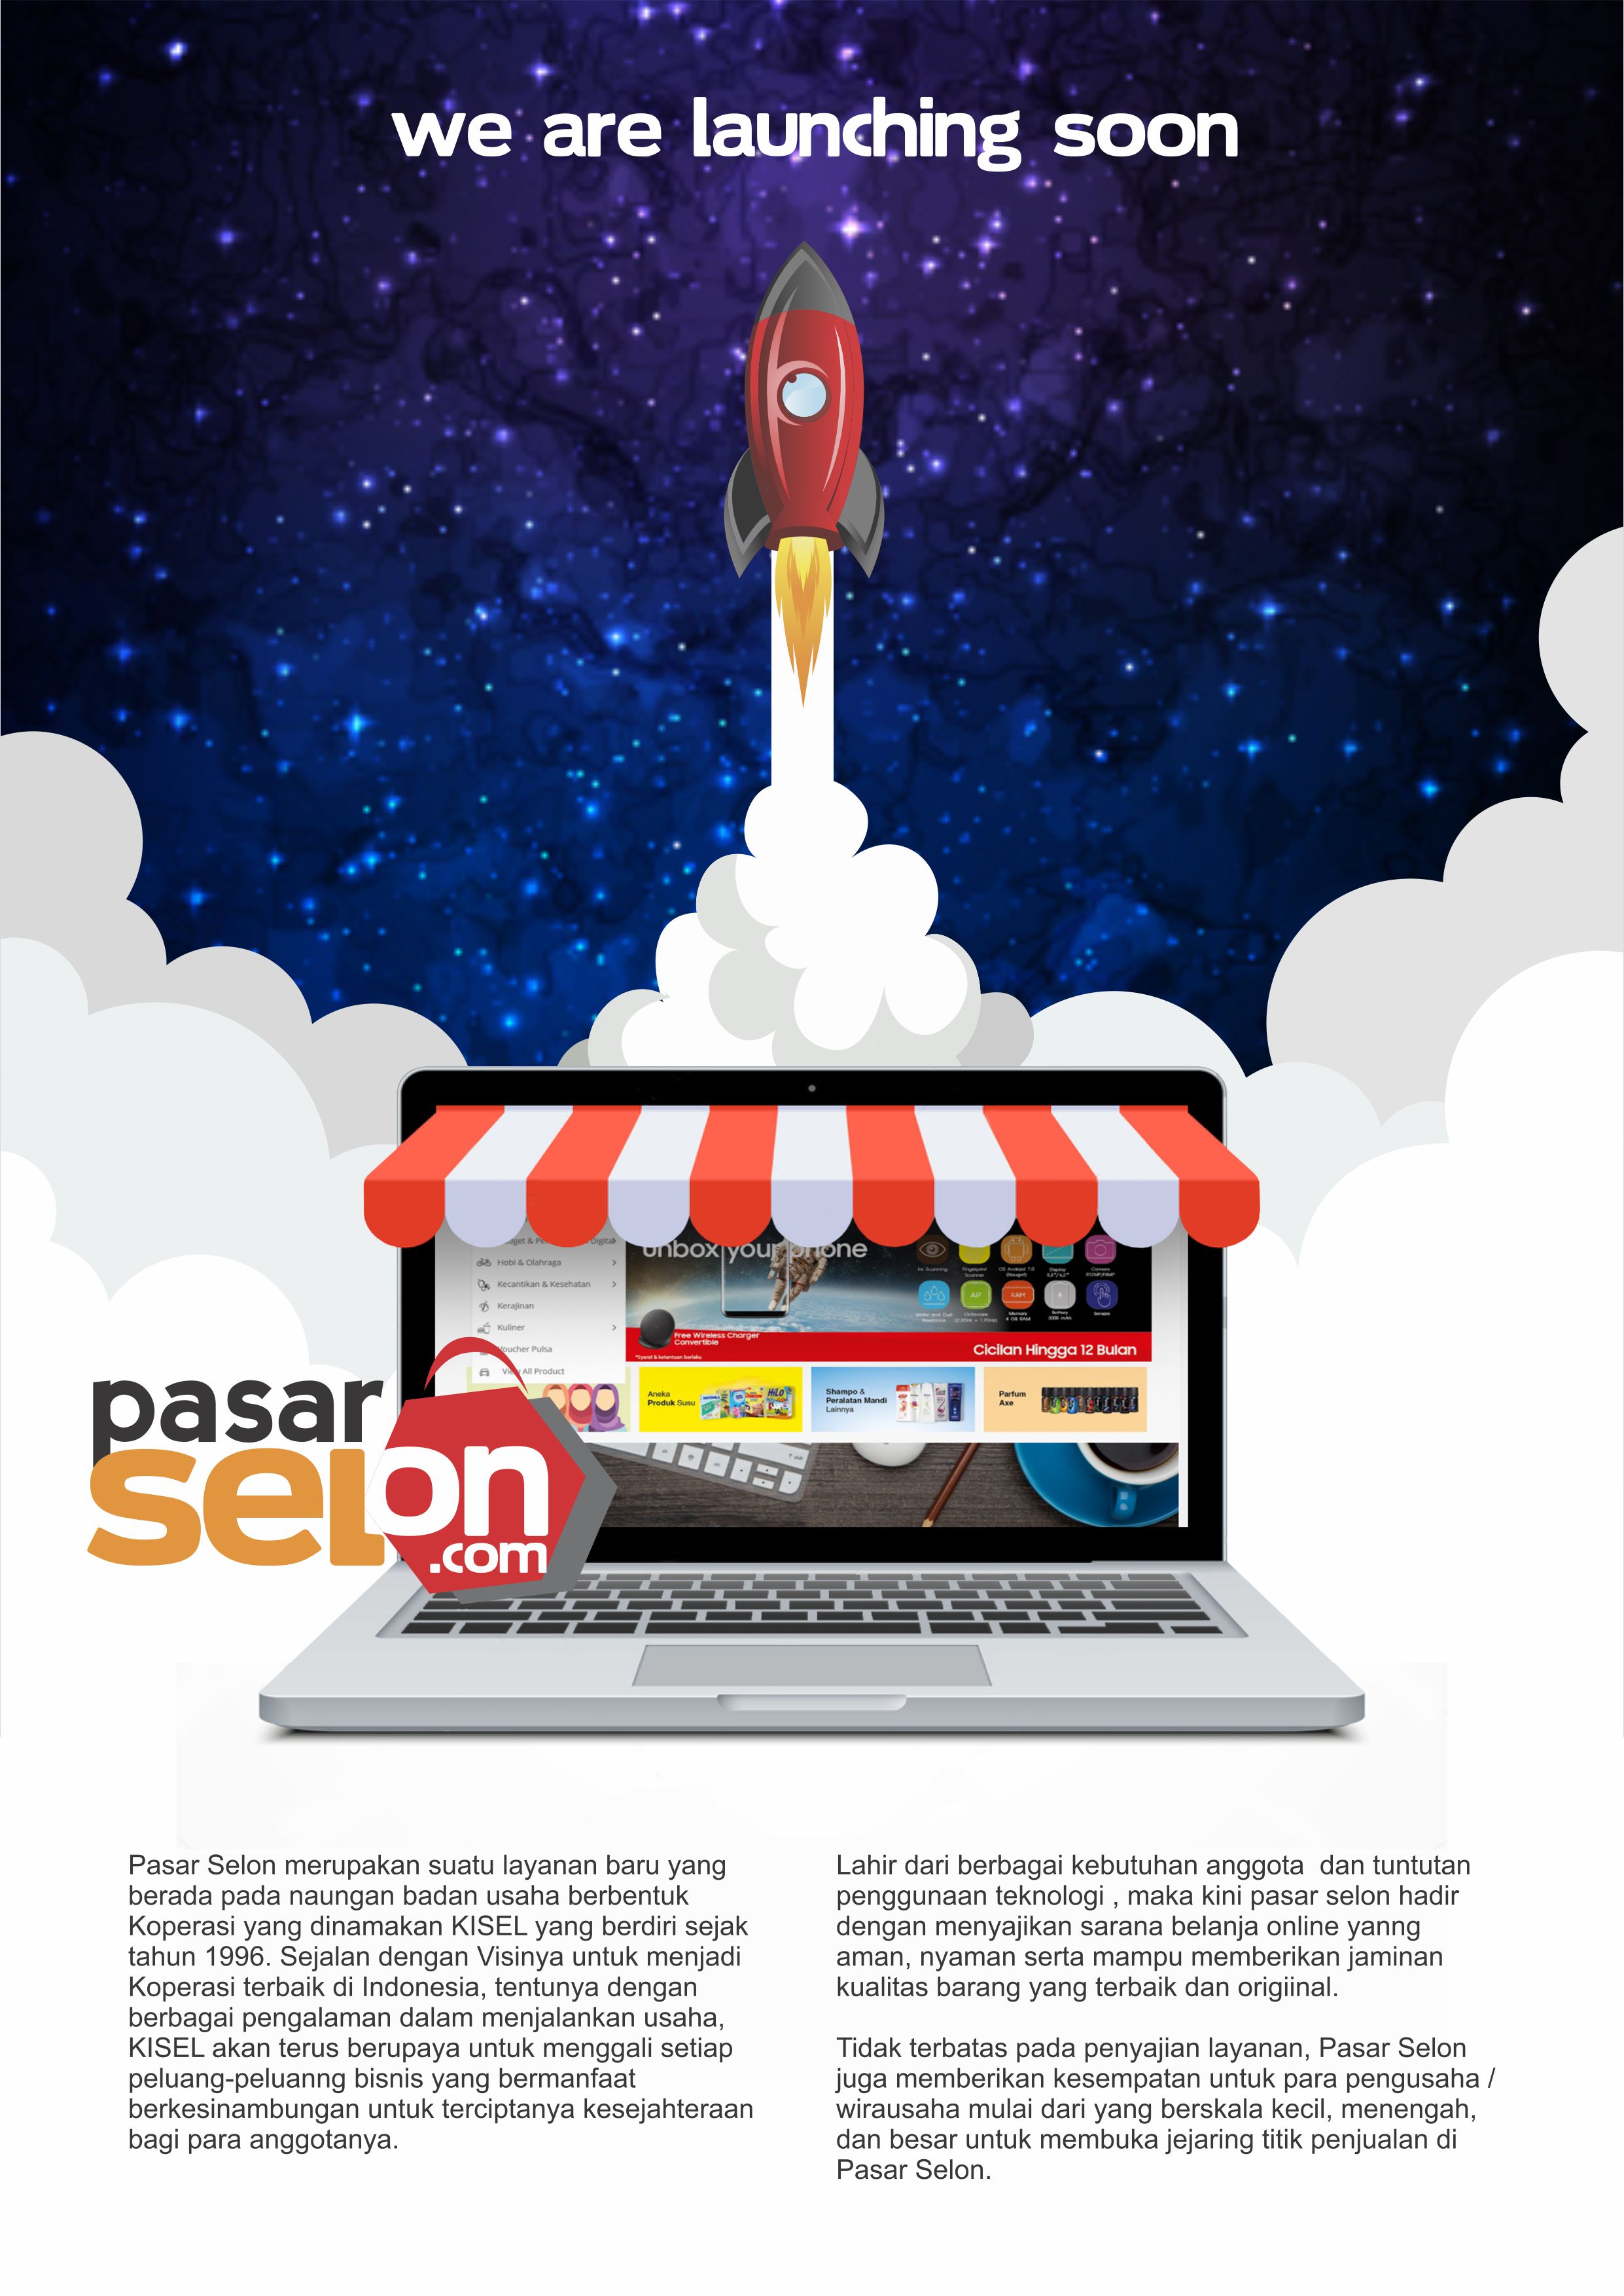 we are launching soon
Hobi & Olahraga
Kecantikan & Kesehatan
Kerajinan
Kuliner
Voucher Pulsa
View All Product
unbox your phone
Free Wireless Charger
Convertible
*Syarat & ketentuan berlaku
Cicilan Hingga 12 Bulan
Aneka
Produk Susu
HiLo
Shampo &
Peralatan Mandi
Lainnya
Parfum
Axe
pasar
selon
.com
Pasar Selon merupakan suatu layanan baru yang
berada pada naungan badan usaha berbentuk
Koperasi yang dinamakan KISEL yang berdiri sejak
tahun 1996. Sejalan dengan Visinya untuk menjadi
Koperasi terbaik di Indonesia, tentunya dengan
berbagai pengalaman dalam menjalankan usaha,
KISEL akan terus berupaya untuk menggali setiap
peluang-peluanng bisnis yang bermanfaat
berkesinambungan untuk terciptanya kesejahteraan
bagi para anggotanya.
Lahir dari berbagai kebutuhan anggota  dan tuntutan
penggunaan teknologi , maka kini pasar selon hadir
dengan menyajikan sarana belanja online yanng
aman, nyaman serta mampu memberikan jaminan
kualitas barang yang terbaik dan origiinal.
Tidak terbatas pada penyajian layanan, Pasar Selon
juga memberikan kesempatan untuk para pengusaha /
wirausaha mulai dari yang berskala kecil, menengah,
dan besar untuk membuka jejaring titik penjualan di
Pasar Selon.